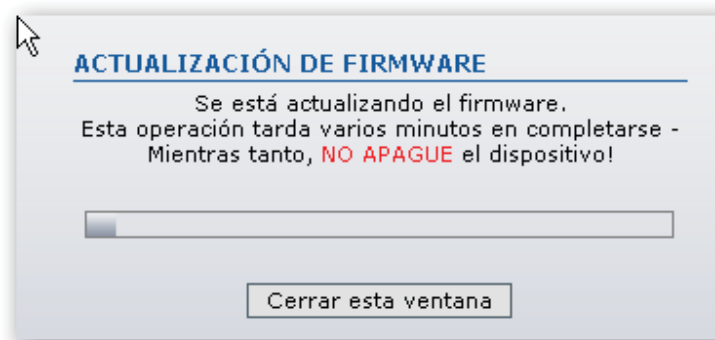 ACTUALIZACIÓN DE FIRMWARE
Se está actualizando el firmware.
Esta operación tarda varios minutos en completarse -
Mientras tanto, NO APAGUE el dispositivo!
Cerrar esta ventana